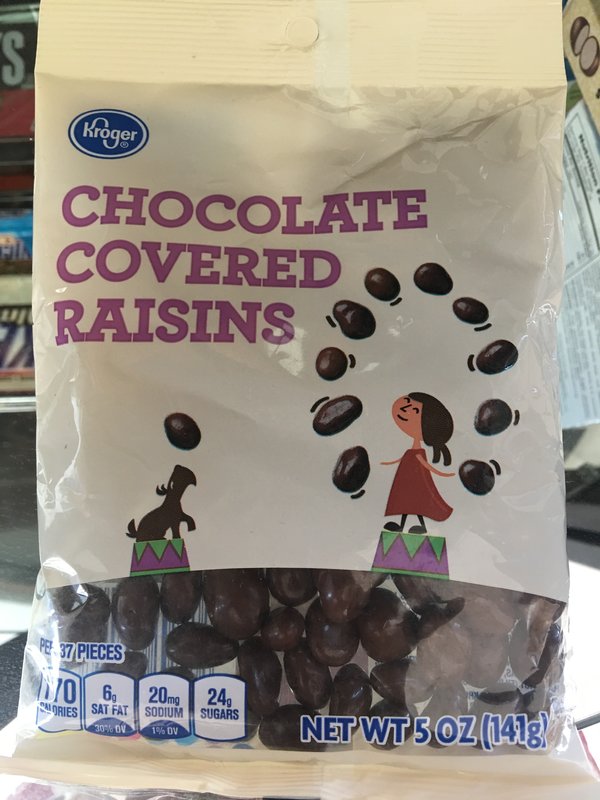 Kroger
CHOCOLATE
COVERED
RAISINS
PER 37 PIECES
170
CALORIES
6g
SAT FAT
30% DV
20mg
SODIUM
1% DV
24g
SUGARS
NET WT 5 OZ (141g)